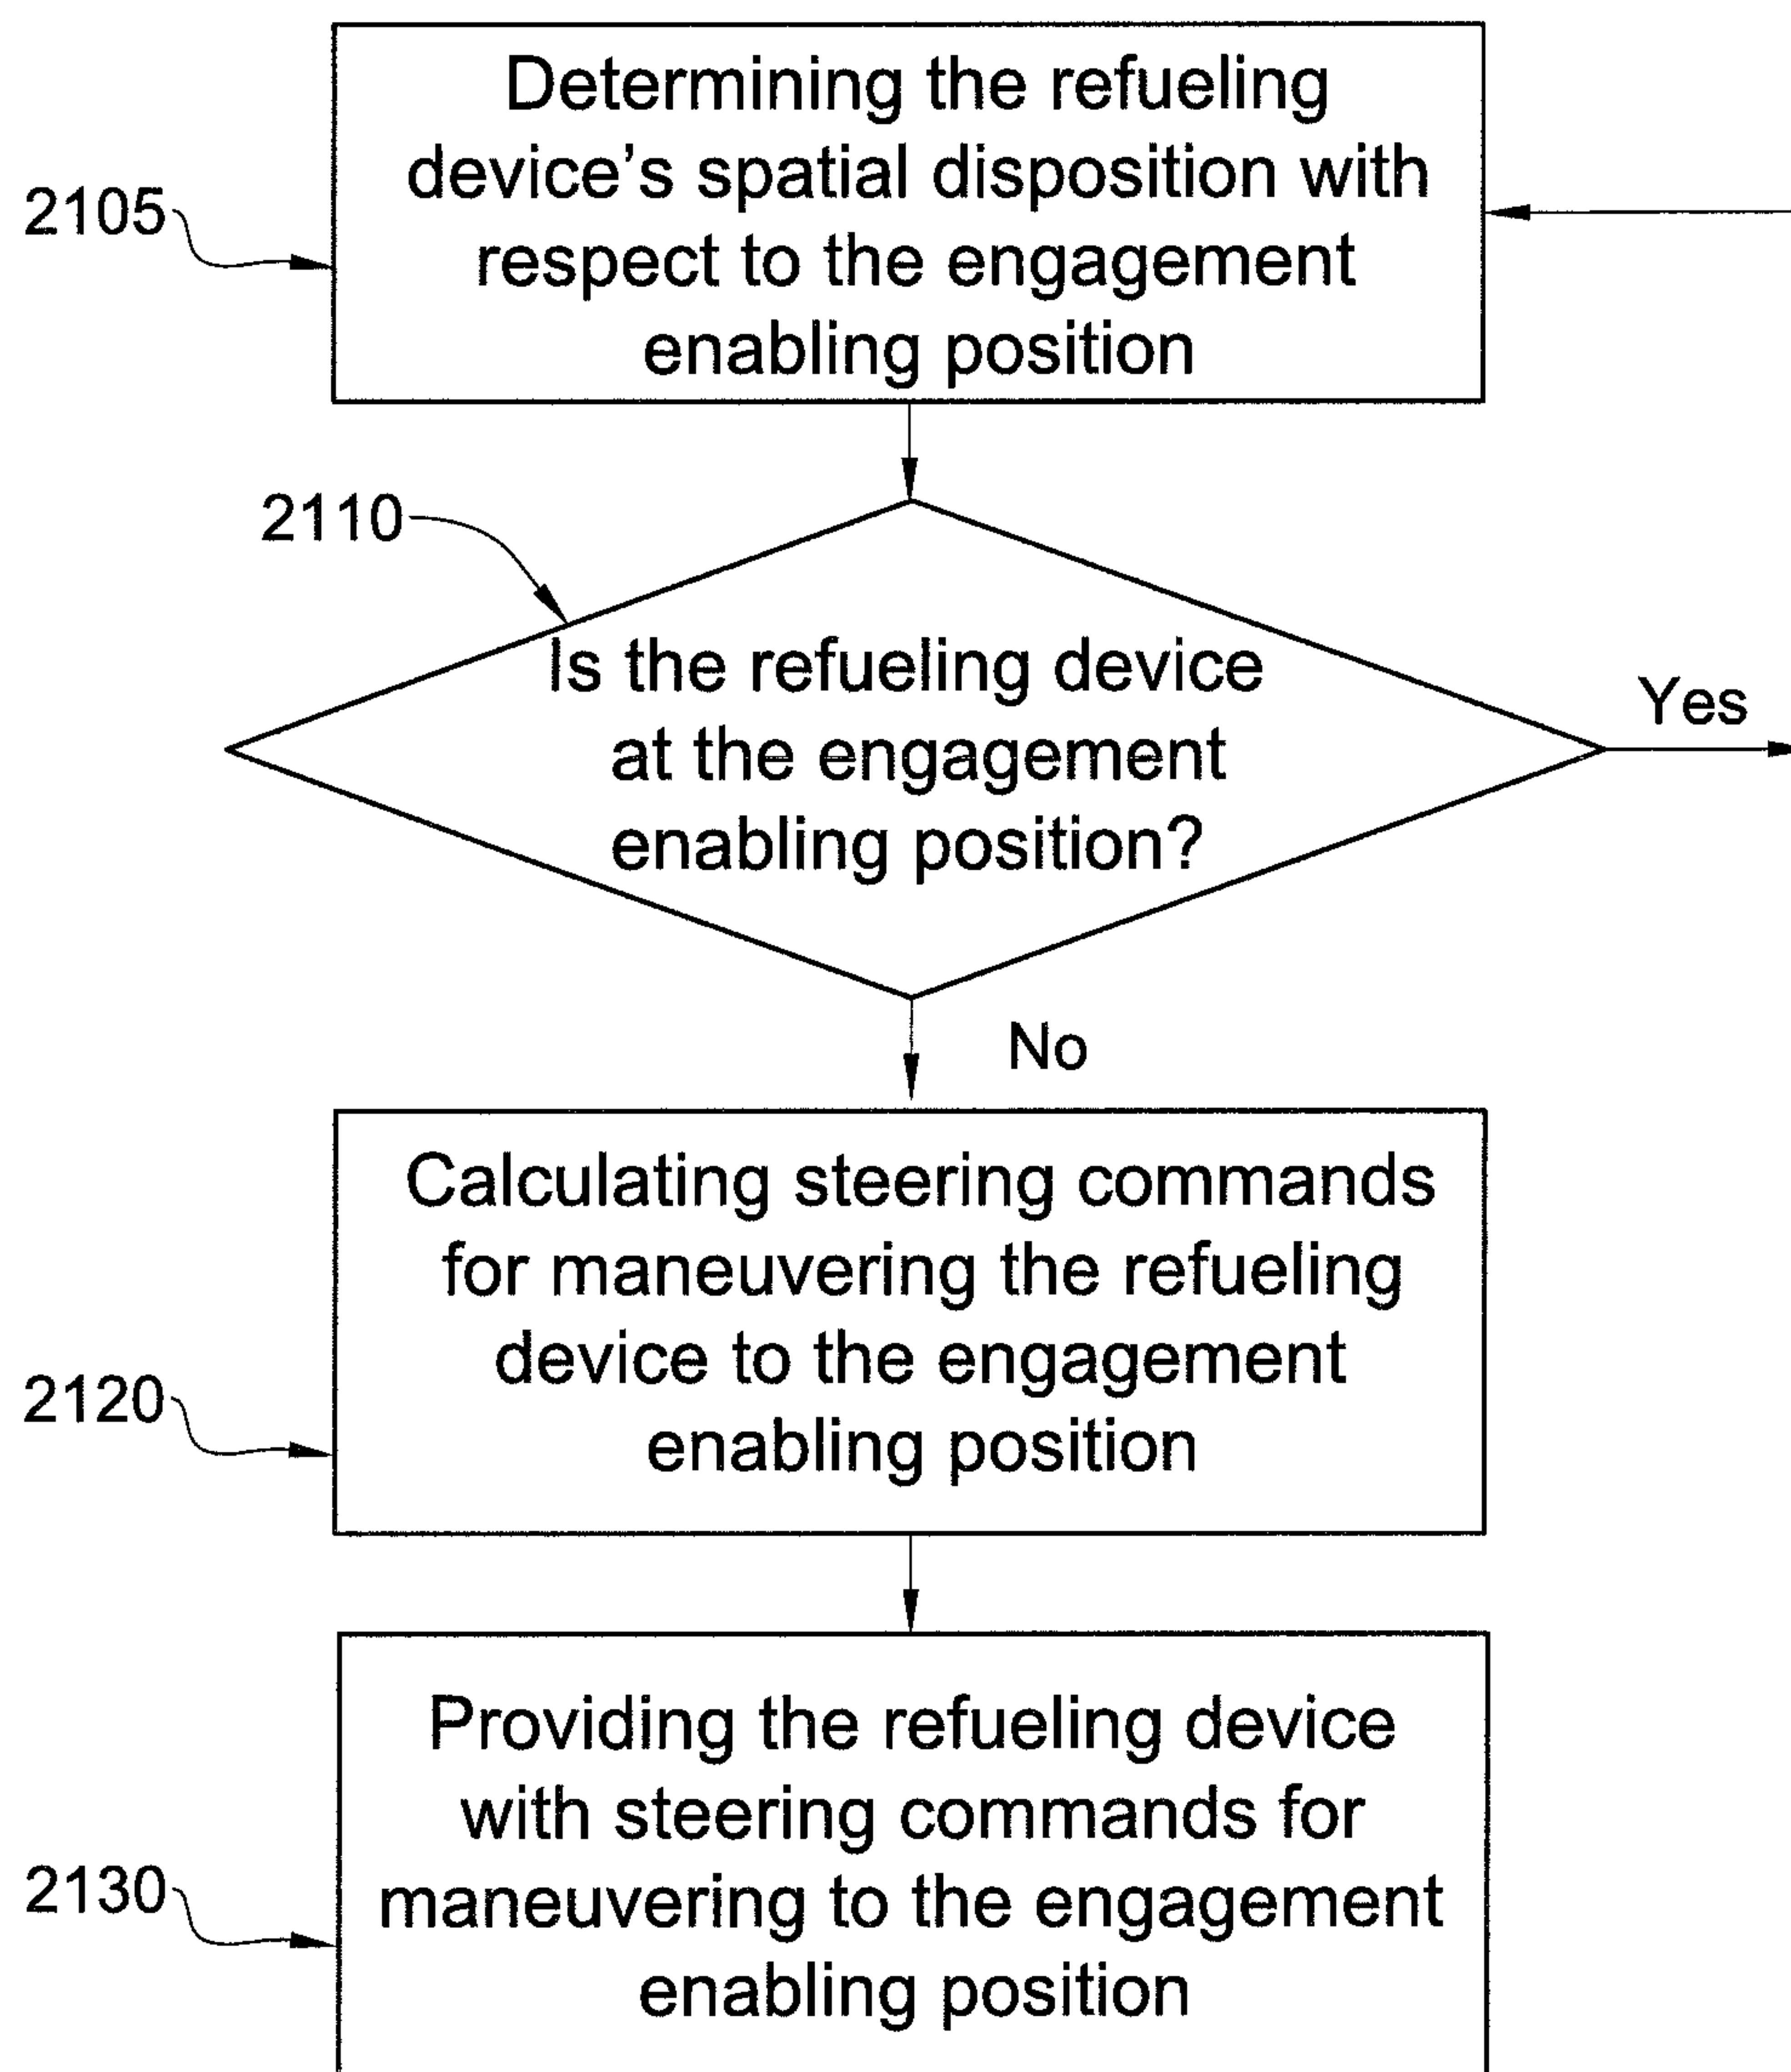 Determining the refueling
device's spatial disposition with
respect to the engagement
enabling position
2105
2110
Is the refueling device
at the engagement
enabling position?
Yes
No
Calculating steering commands
for maneuvering the refueling
device to the engagement
enabling position
2120
Providing the refueling device
with steering commands for
maneuvering to the engagement
enabling position
2130